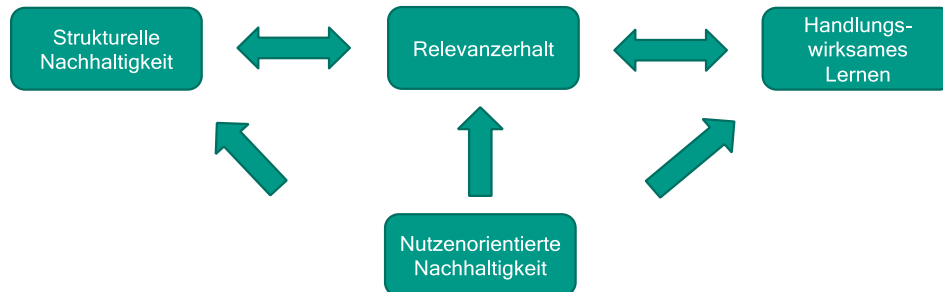 Strukturelle
Nachhaltigkeit
Relevanzerhalt
Handlungs-
wirksames
Lernen
Nutzenorientierte
Nachhaltigkeit